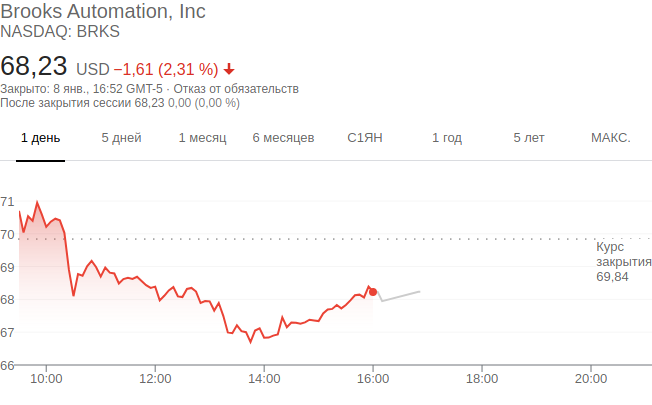 Brooks Automation, Inc
NASDAQ: BRKS
68,23 USD −1,61 (2,31 %)
Закрыто: 8 янв., 16:52 GMT-5 · Отказ от обязательств
После закрытия сессии 68,23 0,00 (0,00 %)
1 день 5 дней 1 месяц 6 месяцев С1ЯН 1 год 5 лет МАКС.
71
70
Курс
закрытия
69,84
69
68
67
66
10:00 12:00 14:00 16:00 18:00 20:00